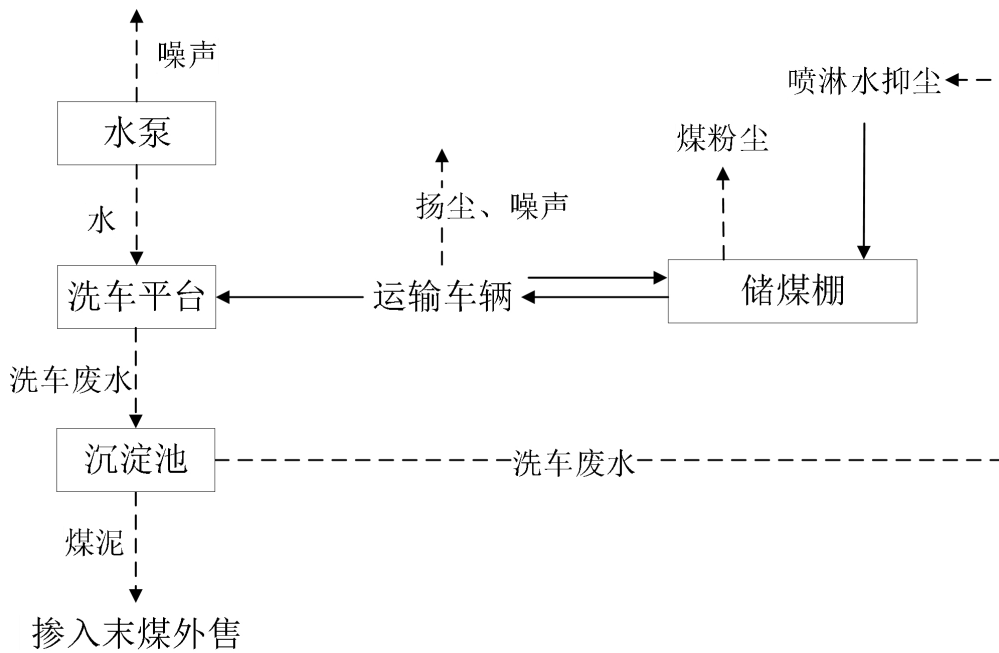 噪声
喷淋水抑尘
水泵
煤粉尘
扬尘、噪声
水
洗车平台
运输车辆
储煤棚
洗车废水
沉淀池
洗车废水
煤泥
掺入末煤外售